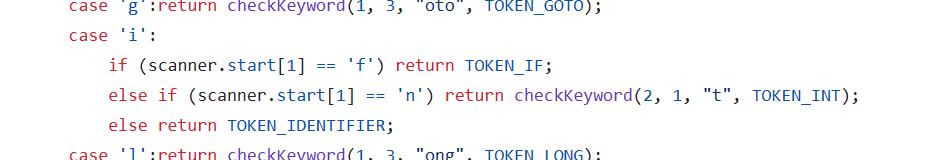 case 'g':return checkKeyword(1, 3, "oto", TOKEN_GOTO);
case 'i':
if (scanner.start[1] == 'f') return TOKEN_IF;
else if (scanner.start[1] == 'n') return checkKeyword(2, 1, "t", TOKEN_INT);
else return TOKEN_IDENTIFIER;
case 'l':return checkKeyword(1, 3, "ong", TOKEN_LONG);